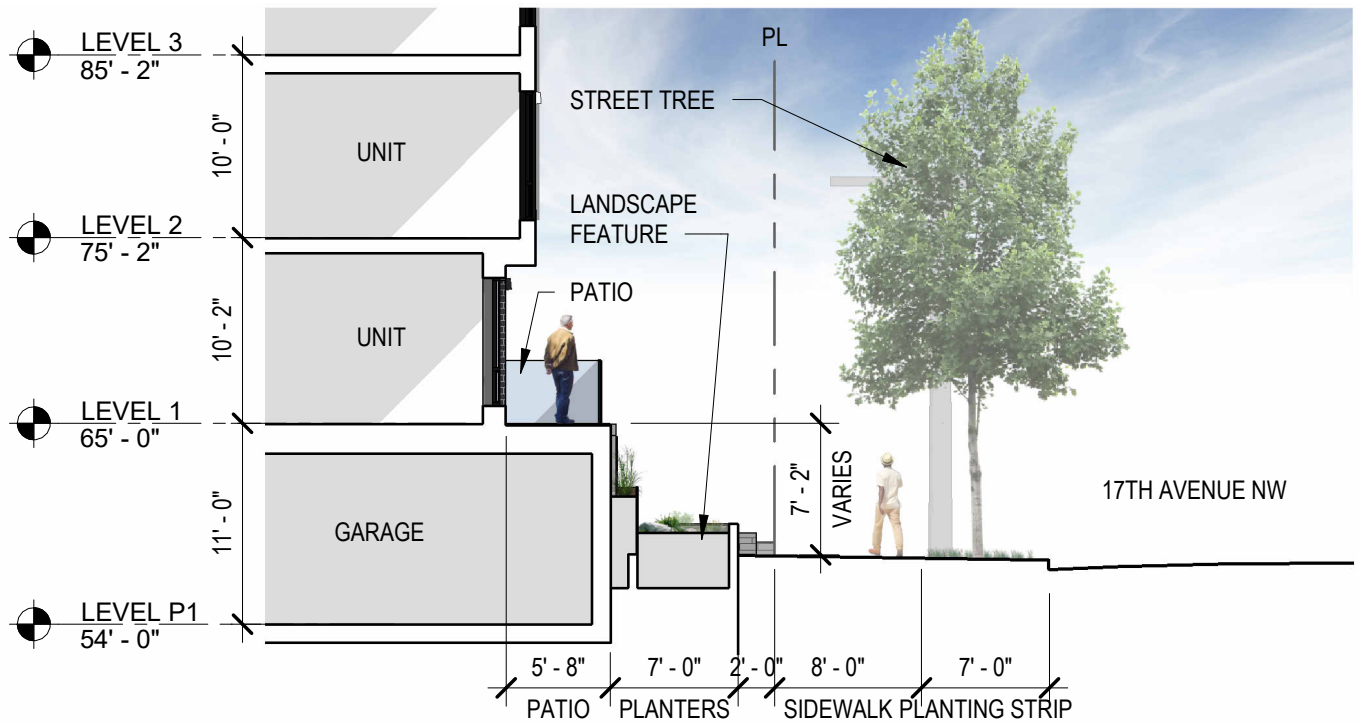 LEVEL 3
85' - 2"
10' - 0"
UNIT
LEVEL 2
75' - 2"
10' - 2"
UNIT
LEVEL 1
65' - 0"
11' - 0"
GARAGE
LEVEL P1
54' - 0"
PL
STREET TREE
LANDSCAPE
FEATURE
PATIO
7' - 2"
VARIES
17TH AVENUE NW
5' - 8"
7' - 0"
2' - 0"
8' - 0"
7' - 0"
PATIO
PLANTERS
SIDEWALK
PLANTING STRIP